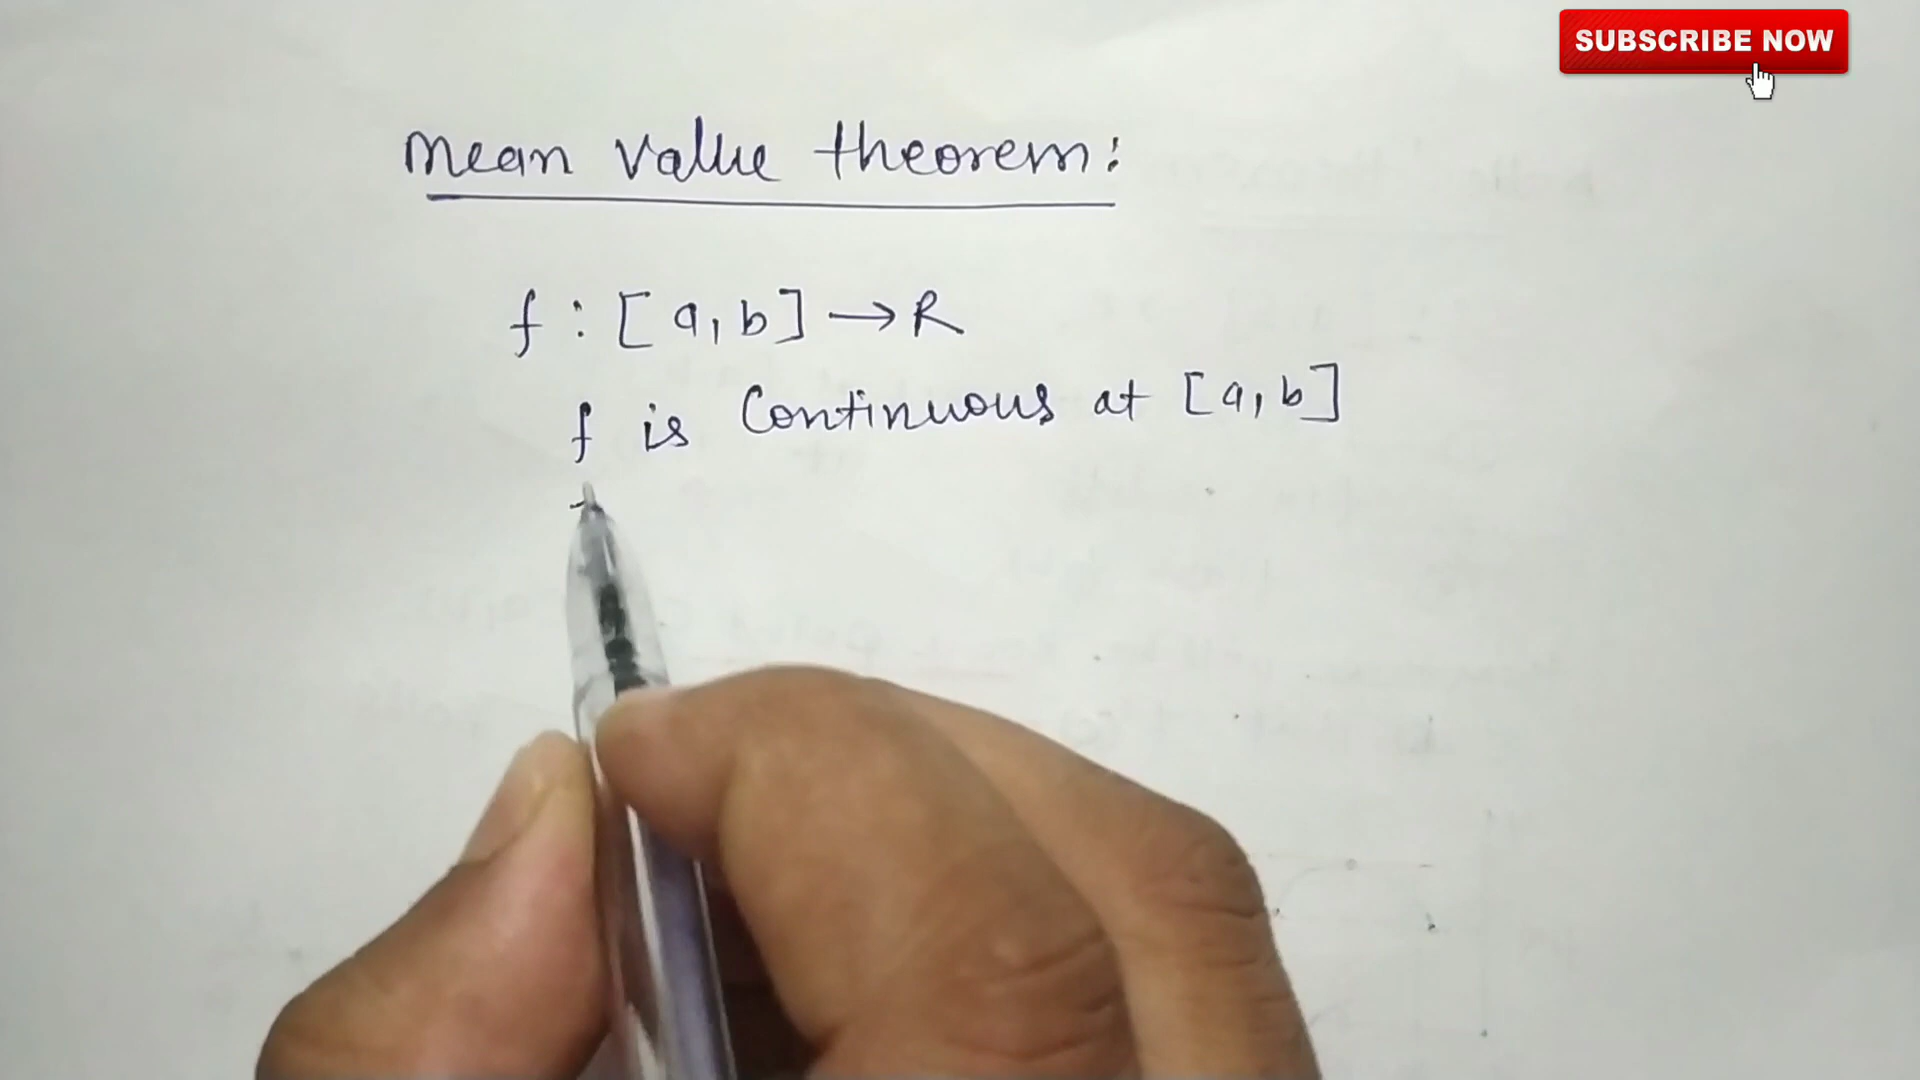 SUBSCRIBE NOW
Mean value theorem:
f : [a,b] → R
f is Continuous at [a,b]